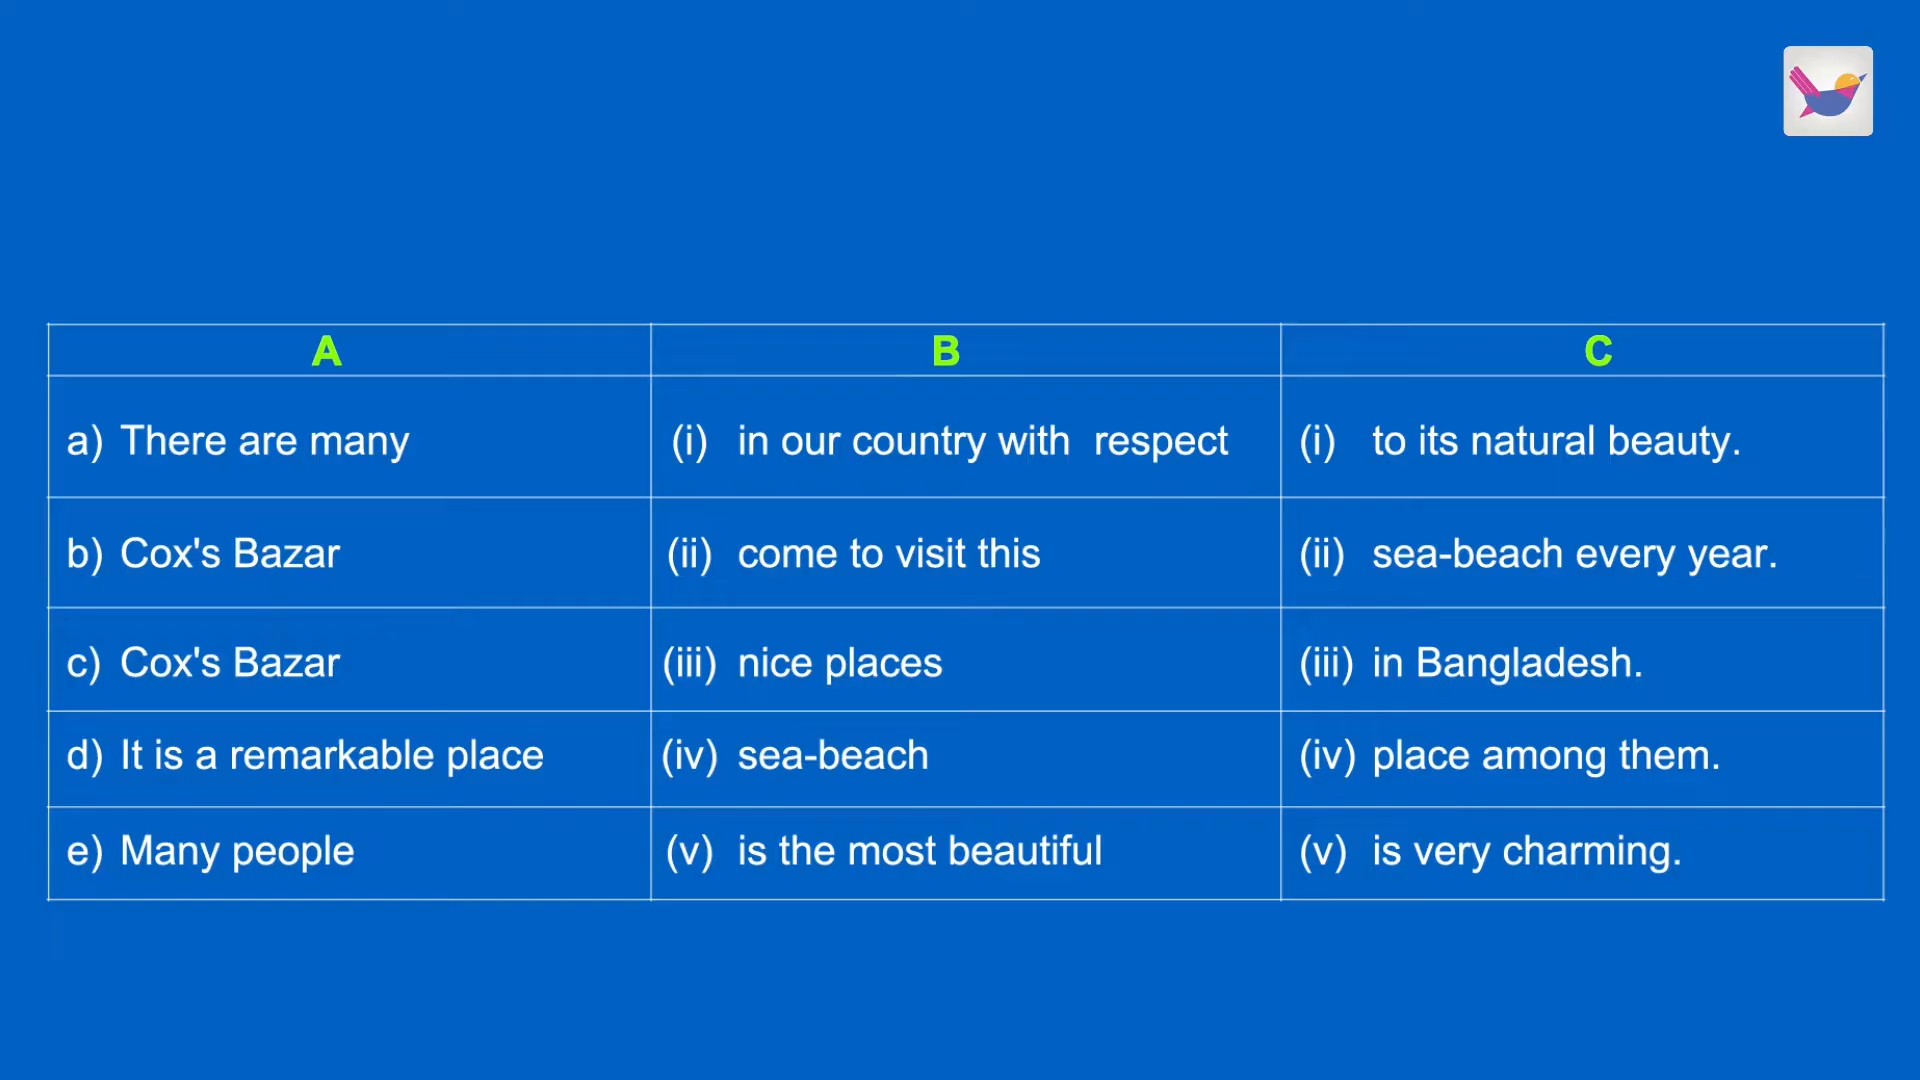 A B C
a) There are many (i) in our country with respect (i) to its natural beauty.
b) Cox's Bazar (ii) come to visit this (ii) sea-beach every year.
c) Cox's Bazar (iii) nice places (iii) in Bangladesh.
d) It is a remarkable place (iv) sea-beach (iv) place among them.
e) Many people (v) is the most beautiful (v) is very charming.